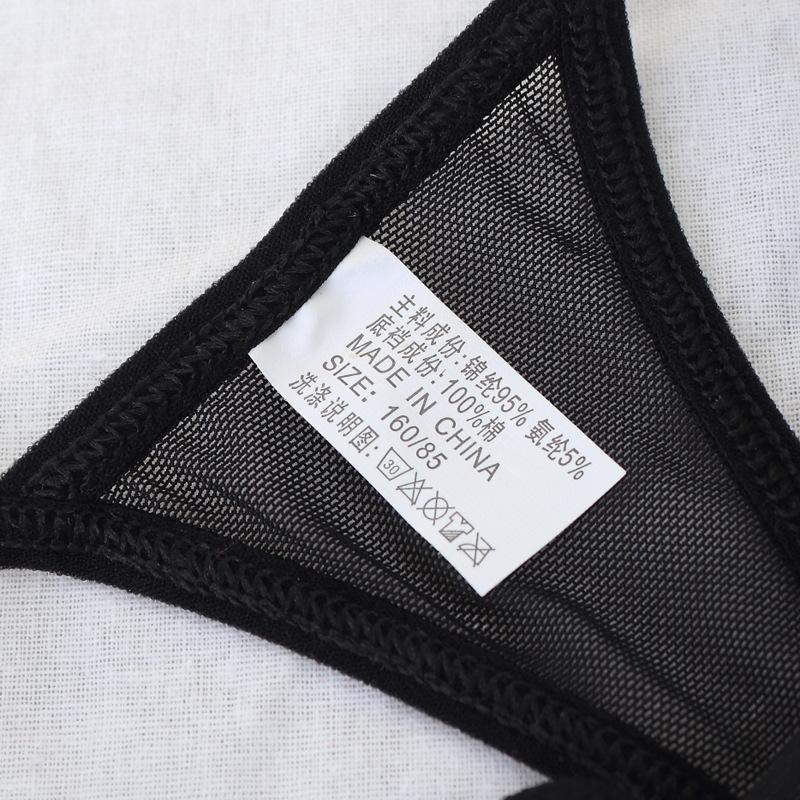 主料成份: 锦纶95% 氨纶5%
底裆成份: 100%棉
MADE IN CHINA
SIZE: 160/85
洗涤说明图: 30